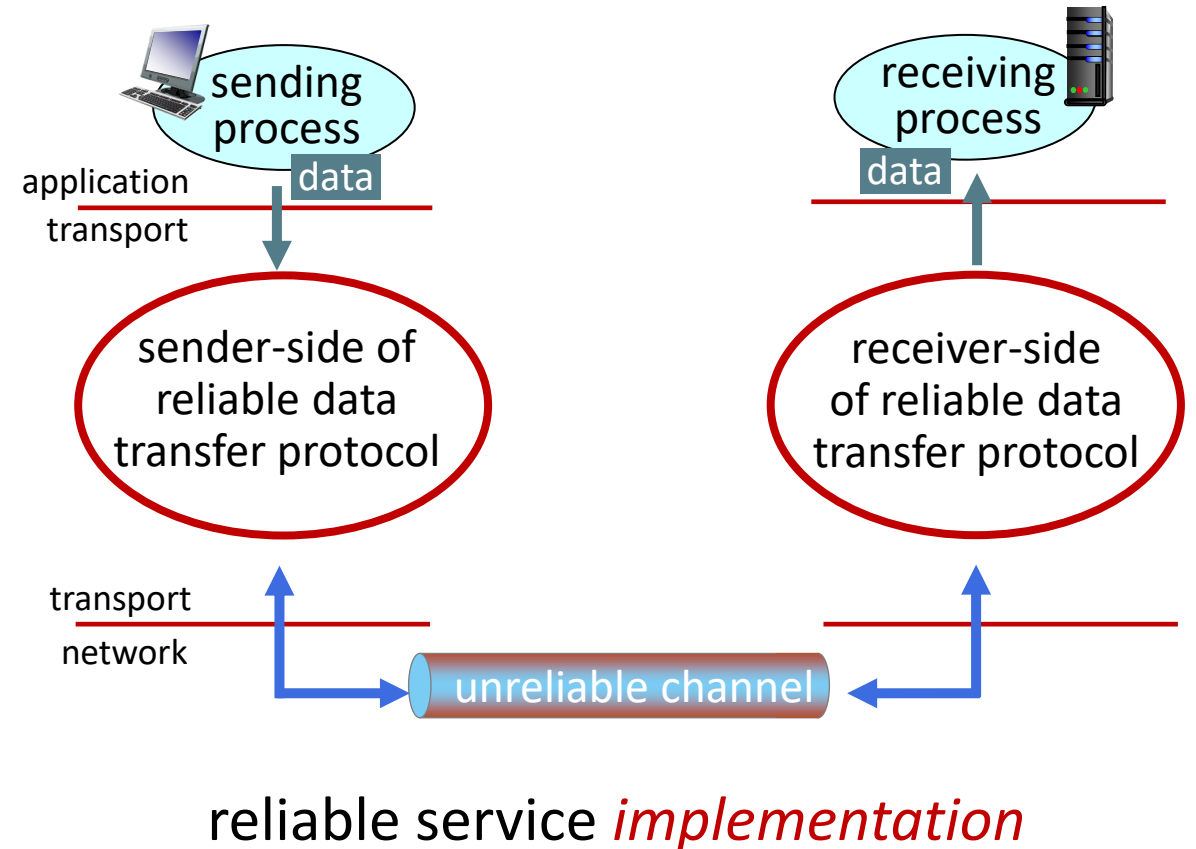 sending
process
data
application
transport
receiving
process
data
sender-side of
reliable data
transfer protocol
receiver-side
of reliable data
transfer protocol
transport
network
unreliable channel
reliable service implementation